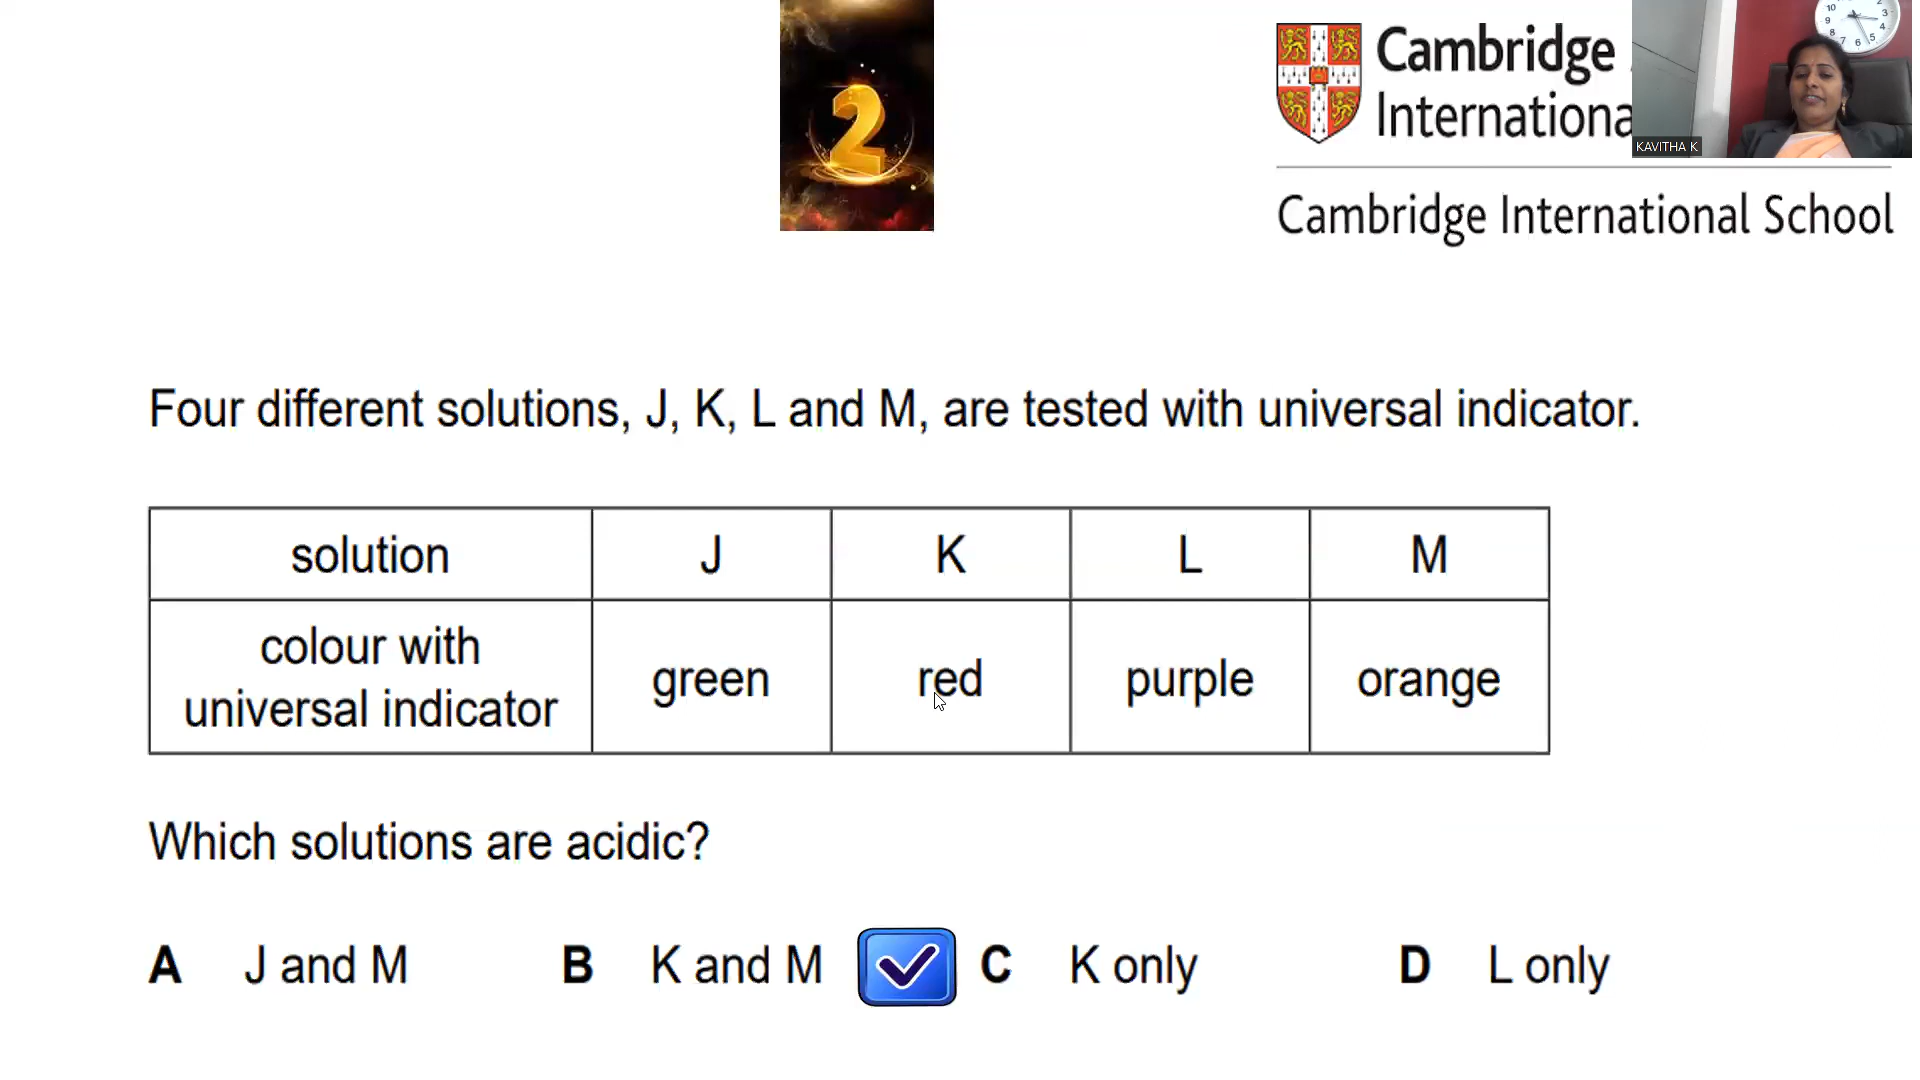 2
Cambridge
Internationa
Cambridge International School
KAVITHA K
Four different solutions, J, K, L and M, are tested with universal indicator.
solution J K L M
colour with
universal indicator green red purple orange
Which solutions are acidic?
A J and M B K and M C K only D L only